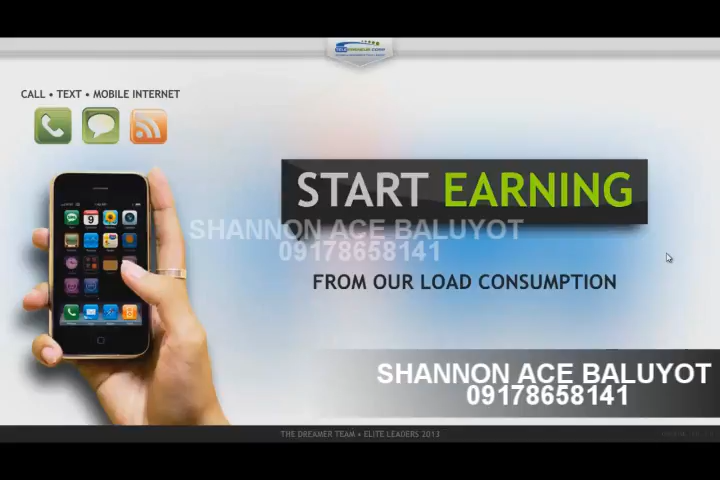 CALL • TEXT • MOBILE INTERNET
START EARNING
SHANNON ACE BALUYOT
09178658141
FROM OUR LOAD CONSUMPTION
SHANNON ACE BALUYOT
09178658141
THE DREAMER TEAM • ELITE LEADERS 2013